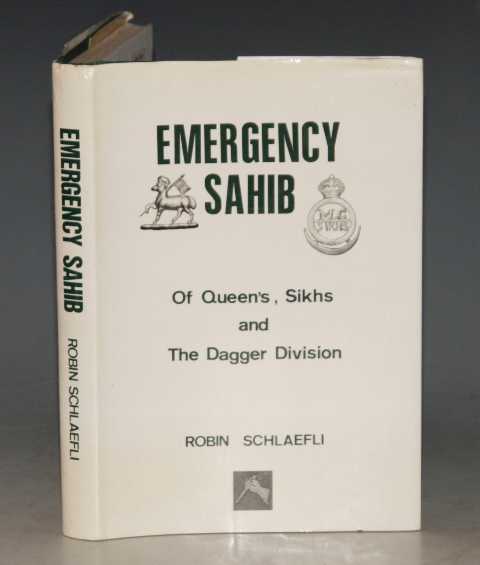 EMERGENCY
SAHIB
Of Queen's, Sikhs
and
The Dagger Division
ROBIN SCHLAEFLI
EMERGENCY SAHIB
ROBIN SCHLAEFLI